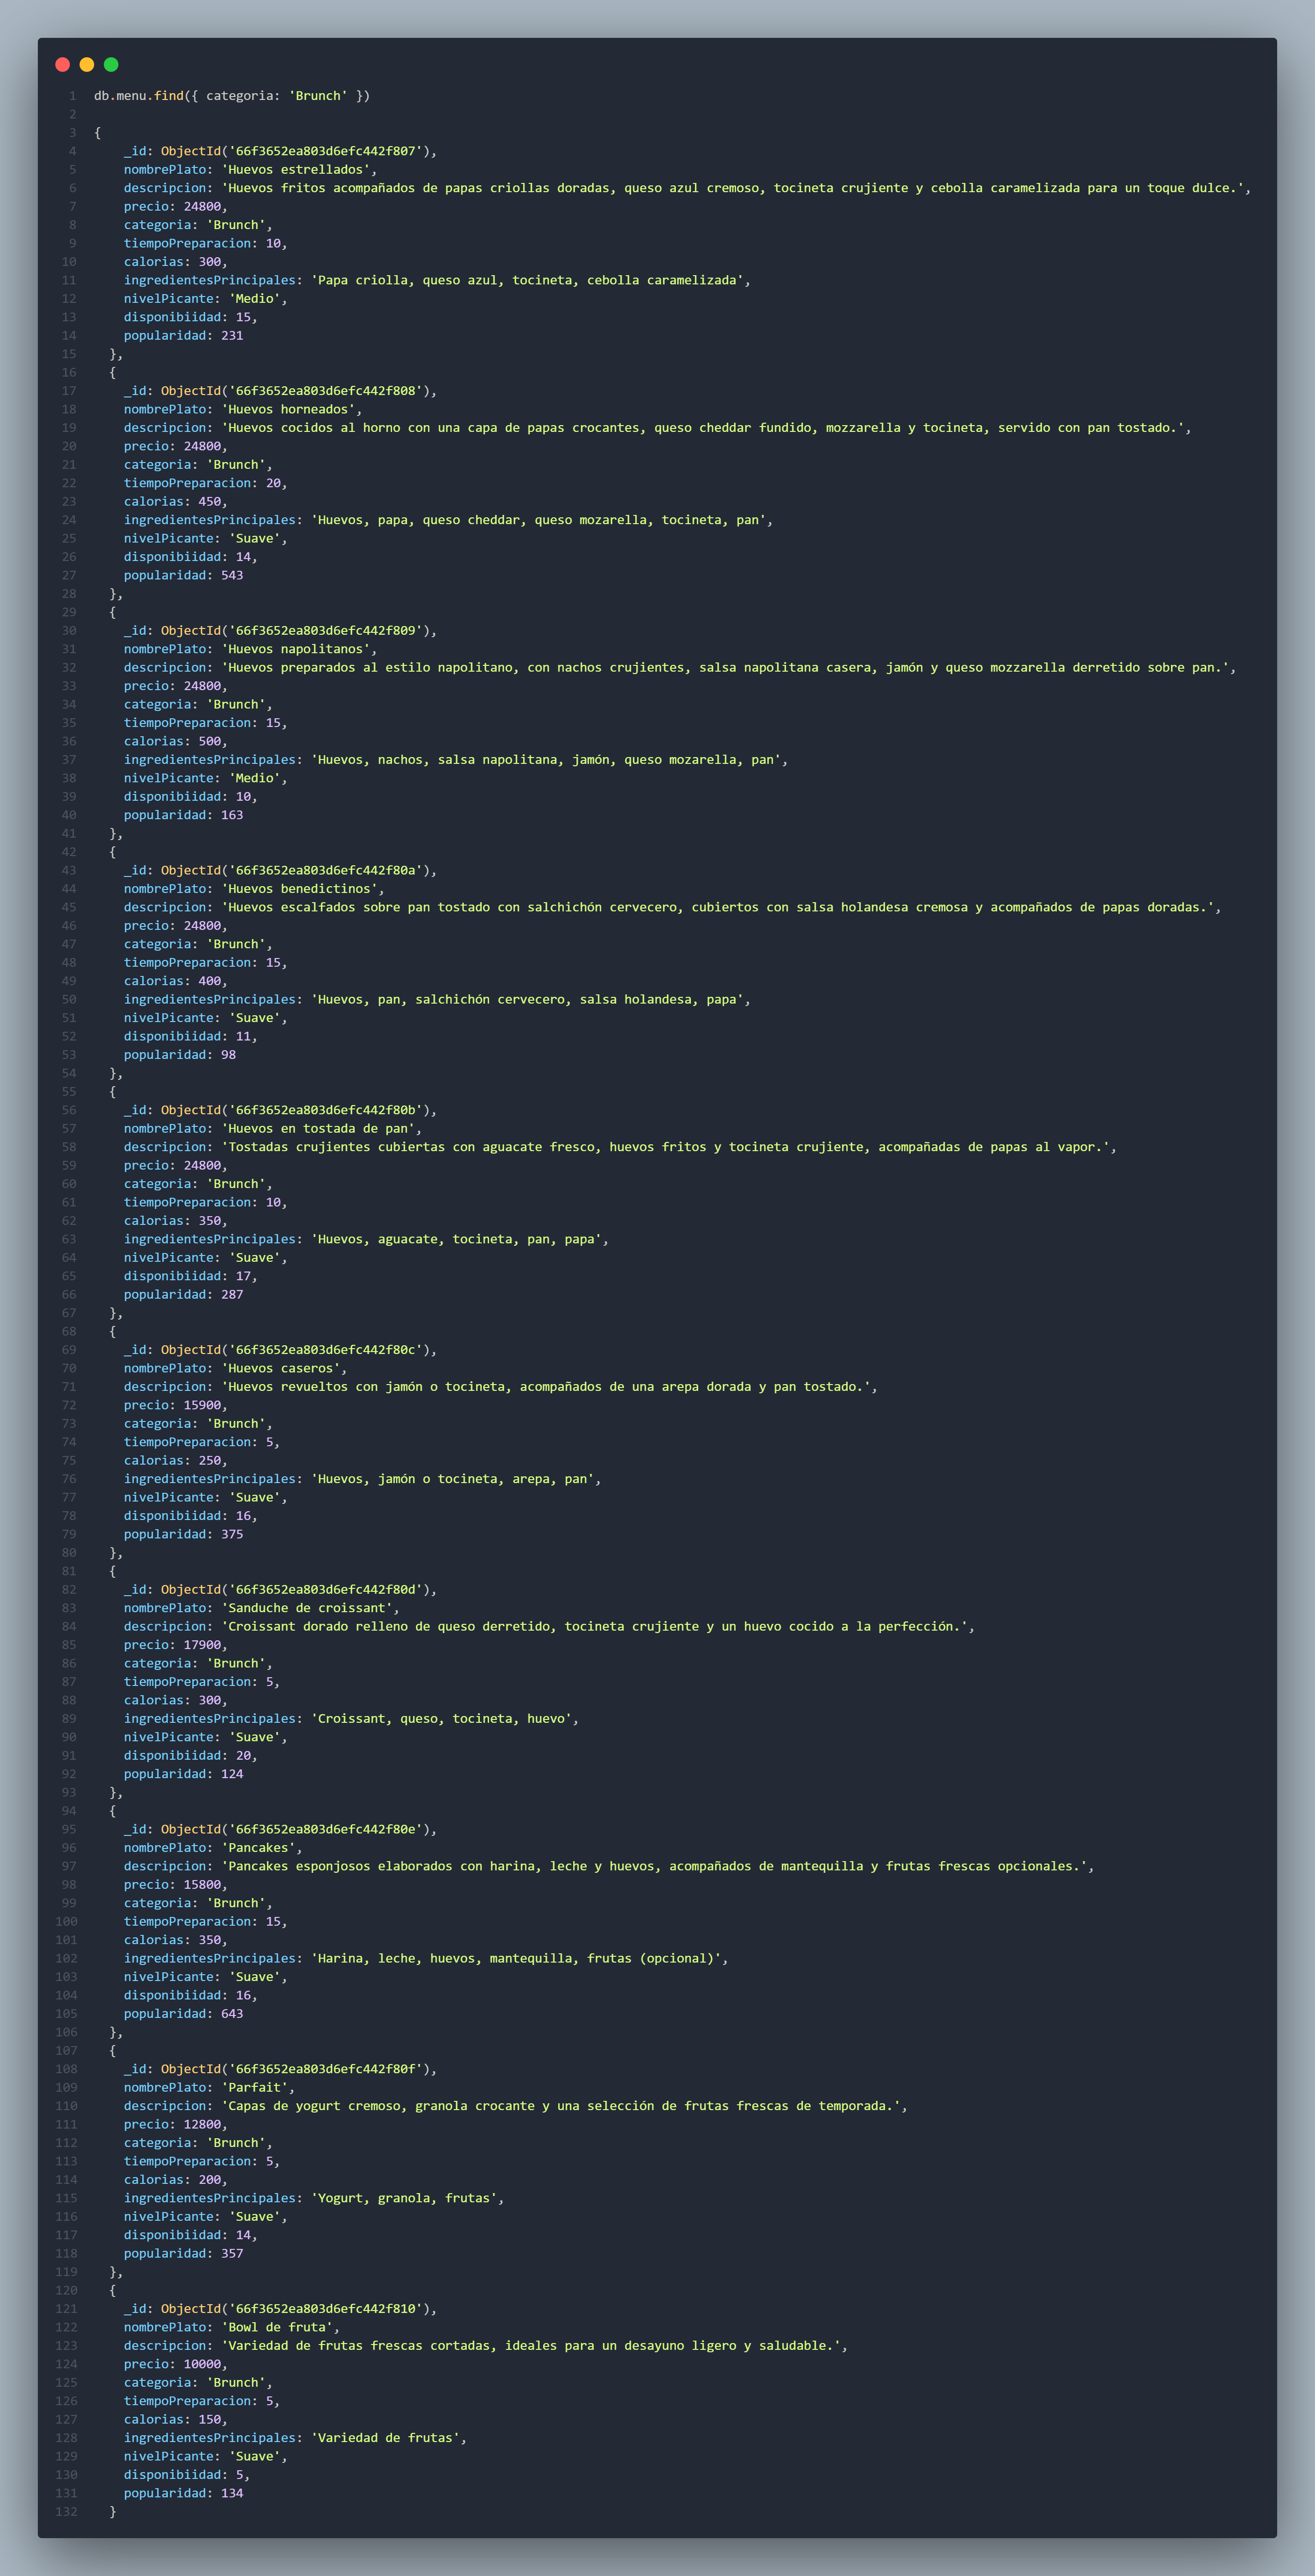 1 db.menu.find({ categoria: 'Brunch' })
2
3 {
4 _id: ObjectId('66f3652ea803d6efc442f807'),
5 nombrePlato: 'Huevos estrellados',
6 descripcion: 'Huevos fritos acompañados de papas criollas doradas, queso azul cremoso, tocineta crujiente y cebolla caramelizada para un toque dulce.',
7 precio: 24800,
8 categoria: 'Brunch',
9 tiempoPreparacion: 10,
10 calorias: 300,
11 ingredientesPrincipales: 'Papa criolla, queso azul, tocineta, cebolla caramelizada',
12 nivelPicante: 'Medio',
13 disponibiidad: 15,
14 popularidad: 231
15 },
16 {
17 _id: ObjectId('66f3652ea803d6efc442f808'),
18 nombrePlato: 'Huevos horneados',
19 descripcion: 'Huevos cocidos al horno con una capa de papas crocantes, queso cheddar fundido, mozzarella y tocineta, servido con pan tostado.',
20 precio: 24800,
21 categoria: 'Brunch',
22 tiempoPreparacion: 20,
23 calorias: 450,
24 ingredientesPrincipales: 'Huevos, papa, queso cheddar, queso mozarella, tocineta, pan',
25 nivelPicante: 'Suave',
26 disponibiidad: 14,
27 popularidad: 543
28 },
29 {
30 _id: ObjectId('66f3652ea803d6efc442f809'),
31 nombrePlato: 'Huevos napolitanos',
32 descripcion: 'Huevos preparados al estilo napolitano, con nachos crujientes, salsa napolitana casera, jamón y queso mozzarella derretido sobre pan.',
33 precio: 24800,
34 categoria: 'Brunch',
35 tiempoPreparacion: 15,
36 calorias: 500,
37 ingredientesPrincipales: 'Huevos, nachos, salsa napolitana, jamón, queso mozarella, pan',
38 nivelPicante: 'Medio',
39 disponibiidad: 10,
40 popularidad: 163
41 },
42 {
43 _id: ObjectId('66f3652ea803d6efc442f80a'),
44 nombrePlato: 'Huevos benedictinos',
45 descripcion: 'Huevos escalfados sobre pan tostado con salchichón cervecero, cubiertos con salsa holandesa cremosa y acompañados de papas doradas.',
46 precio: 24800,
47 categoria: 'Brunch',
48 tiempoPreparacion: 15,
49 calorias: 400,
50 ingredientesPrincipales: 'Huevos, pan, salchichón cervecero, salsa holandesa, papa',
51 nivelPicante: 'Suave',
52 disponibiidad: 11,
53 popularidad: 98
54 },
55 {
56 _id: ObjectId('66f3652ea803d6efc442f80b'),
57 nombrePlato: 'Huevos en tostada de pan',
58 descripcion: 'Tostadas crujientes cubiertas con aguacate fresco, huevos fritos y tocineta crujiente, acompañadas de papas al vapor.',
59 precio: 24800,
60 categoria: 'Brunch',
61 tiempoPreparacion: 10,
62 calorias: 350,
63 ingredientesPrincipales: 'Huevos, aguacate, tocineta, pan, papa',
64 nivelPicante: 'Suave',
65 disponibiidad: 17,
66 popularidad: 287
67 },
68 {
69 _id: ObjectId('66f3652ea803d6efc442f80c'),
70 nombrePlato: 'Huevos caseros',
71 descripcion: 'Huevos revueltos con jamón o tocineta, acompañados de una arepa dorada y pan tostado.',
72 precio: 15900,
73 categoria: 'Brunch',
74 tiempoPreparacion: 5,
75 calorias: 250,
76 ingredientesPrincipales: 'Huevos, jamón o tocineta, arepa, pan',
77 nivelPicante: 'Suave',
78 disponibiidad: 16,
79 popularidad: 375
80 },
81 {
82 _id: ObjectId('66f3652ea803d6efc442f80d'),
83 nombrePlato: 'Sanduche de croissant',
84 descripcion: 'Croissant dorado relleno de queso derretido, tocineta crujiente y un huevo cocido a la perfección.',
85 precio: 17900,
86 categoria: 'Brunch',
87 tiempoPreparacion: 5,
88 calorias: 300,
89 ingredientesPrincipales: 'Croissant, queso, tocineta, huevo',
90 nivelPicante: 'Suave',
91 disponibiidad: 20,
92 popularidad: 124
93 },
94 {
95 _id: ObjectId('66f3652ea803d6efc442f80e'),
96 nombrePlato: 'Pancakes',
97 descripcion: 'Pancakes esponjosos elaborados con harina, leche y huevos, acompañados de mantequilla y frutas frescas opcionales.',
98 precio: 15800,
99 categoria: 'Brunch',
100 tiempoPreparacion: 15,
101 calorias: 350,
102 ingredientesPrincipales: 'Harina, leche, huevos, mantequilla, frutas (opcional)',
103 nivelPicante: 'Suave',
104 disponibiidad: 16,
105 popularidad: 643
106 },
107 {
108 _id: ObjectId('66f3652ea803d6efc442f80f'),
109 nombrePlato: 'Parfait',
110 descripcion: 'Capas de yogurt cremoso, granola crocante y una selección de frutas frescas de temporada.',
111 precio: 12800,
112 categoria: 'Brunch',
113 tiempoPreparacion: 5,
114 calorias: 200,
115 ingredientesPrincipales: 'Yogurt, granola, frutas',
116 nivelPicante: 'Suave',
117 disponibiidad: 14,
118 popularidad: 357
119 },
120 {
121 _id: ObjectId('66f3652ea803d6efc442f810'),
122 nombrePlato: 'Bowl de fruta',
123 descripcion: 'Variedad de frutas frescas cortadas, ideales para un desayuno ligero y saludable.',
124 precio: 10000,
125 categoria: 'Brunch',
126 tiempoPreparacion: 5,
127 calorias: 150,
128 ingredientesPrincipales: 'Variedad de frutas',
129 nivelPicante: 'Suave',
130 disponibiidad: 5,
131 popularidad: 134
132 }